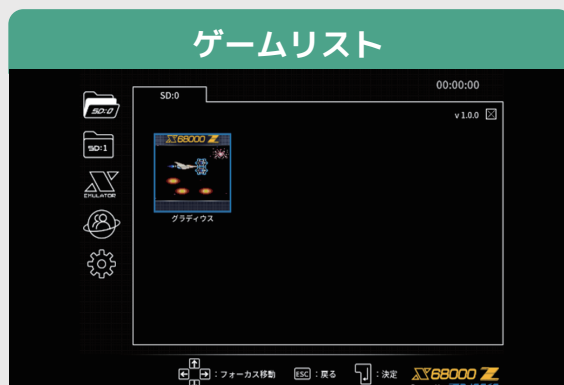 ゲームリスト
00:00:00
SD:0
v 1.0.0
SD:0
SD:1
EMULATOR
X68000 Z
グラディウス
：フォーカス移動
ESC ：戻る
：決定
X68000 Z